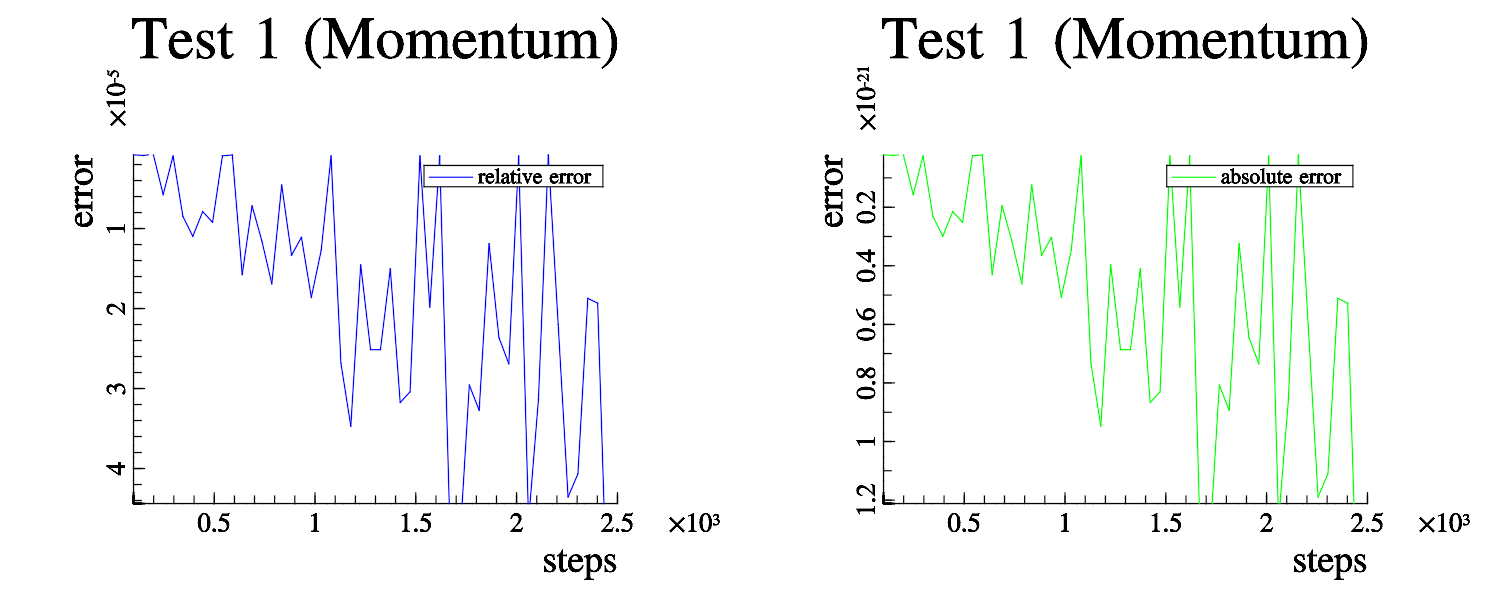 Test 1 (Momentum)
×10-5
error
relative error
1
2
3
4
0.5 1 1.5 2 2.5 ×10³
steps
Test 1 (Momentum)
×10-21
error
absolute error
0.2
0.4
0.6
0.8
1
1.2
0.5 1 1.5 2 2.5 ×10³
steps